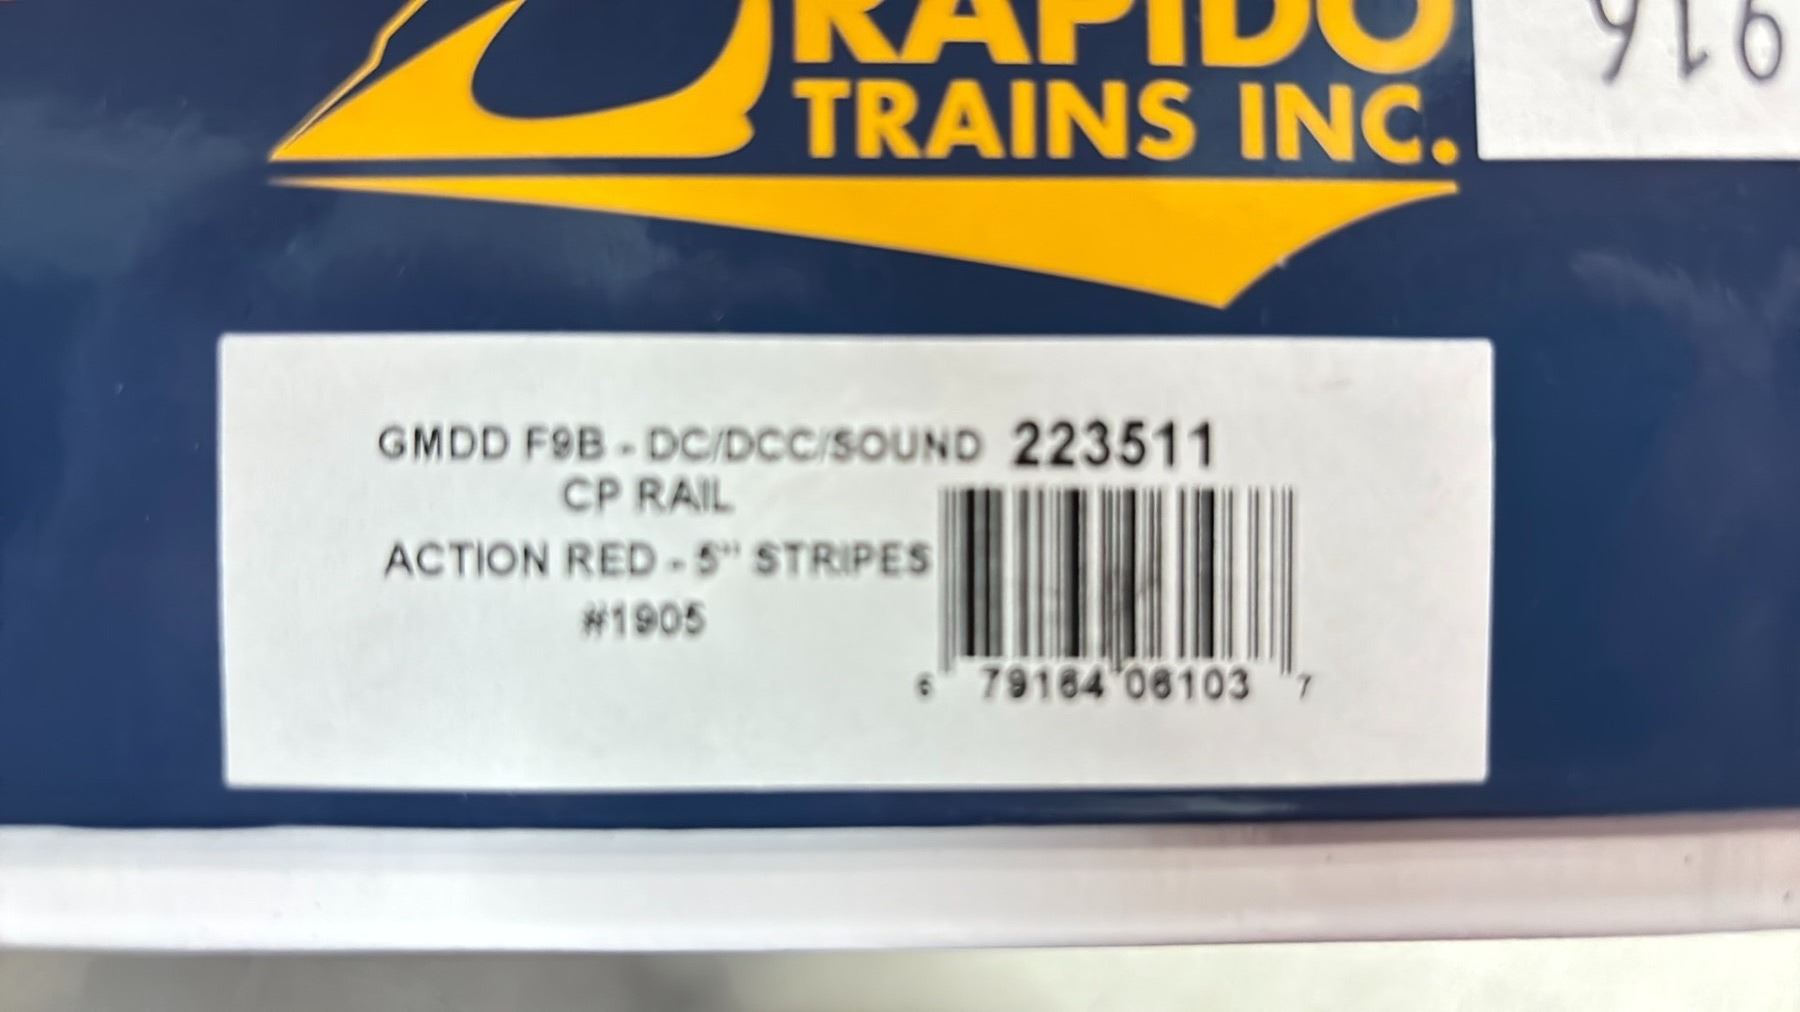 RAPIDO
TRAINS INC.
916
GMDD F9B - DC/DCC/SOUND 223511
CP RAIL
ACTION RED - 5" STRIPES
#1905
6 79164 06103 7